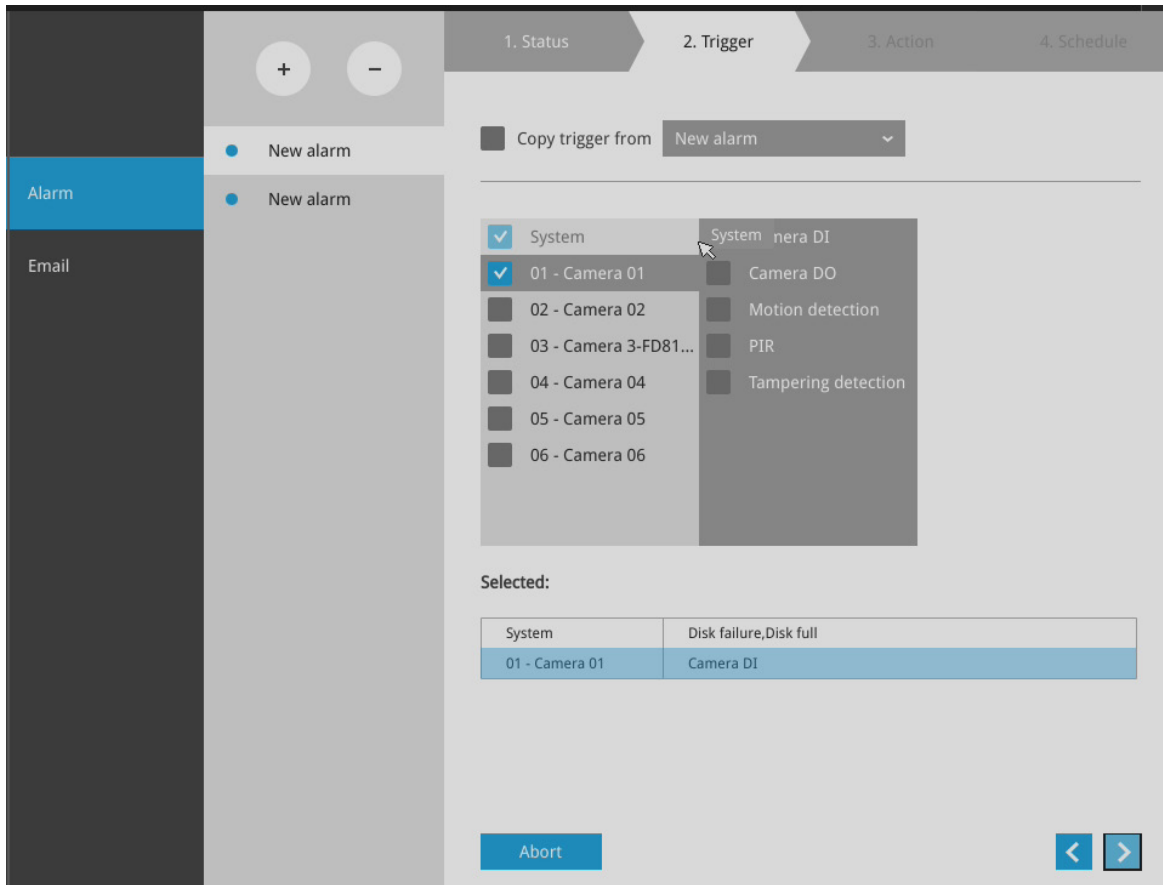 1. Status
2. Trigger
3. Action
4. Schedule
+
−
Copy trigger from
New alarm
New alarm
New alarm
Alarm
Email
System
01 - Camera 01
02 - Camera 02
03 - Camera 3-FD81...
04 - Camera 04
05 - Camera 05
06 - Camera 06
System
DI
Camera DO
Motion detection
PIR
Tampering detection
Selected:
System Disk failure,Disk full
01 - Camera 01 Camera DI
Abort